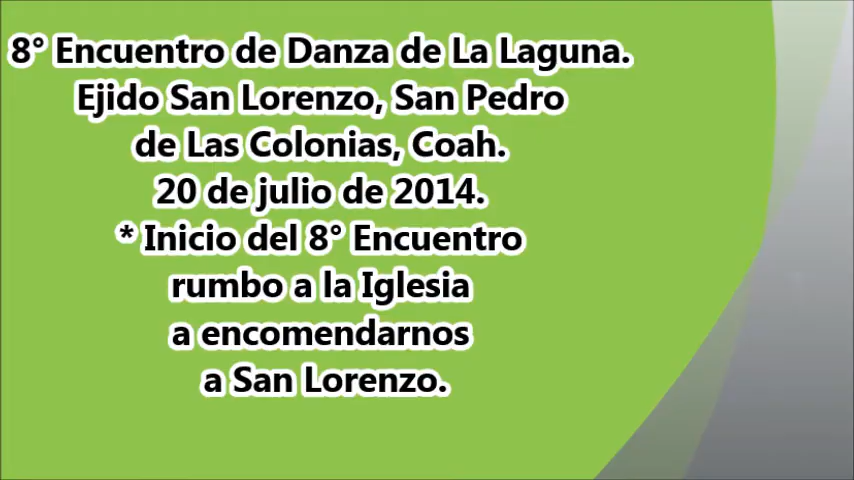 8° Encuentro de Danza de La Laguna.
Ejido San Lorenzo, San Pedro
de Las Colonias, Coah.
20 de julio de 2014.
* Inicio del 8° Encuentro
rumbo a la Iglesia
a encomendarnos
a San Lorenzo.